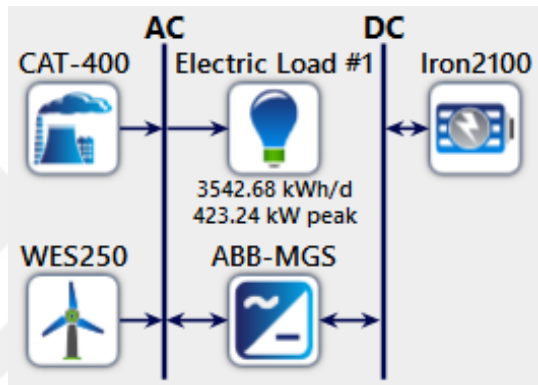 AC DC
CAT-400 Electric Load #1 Iron2100
3542.68 kWh/d
423.24 kW peak
WES250 ABB-MGS